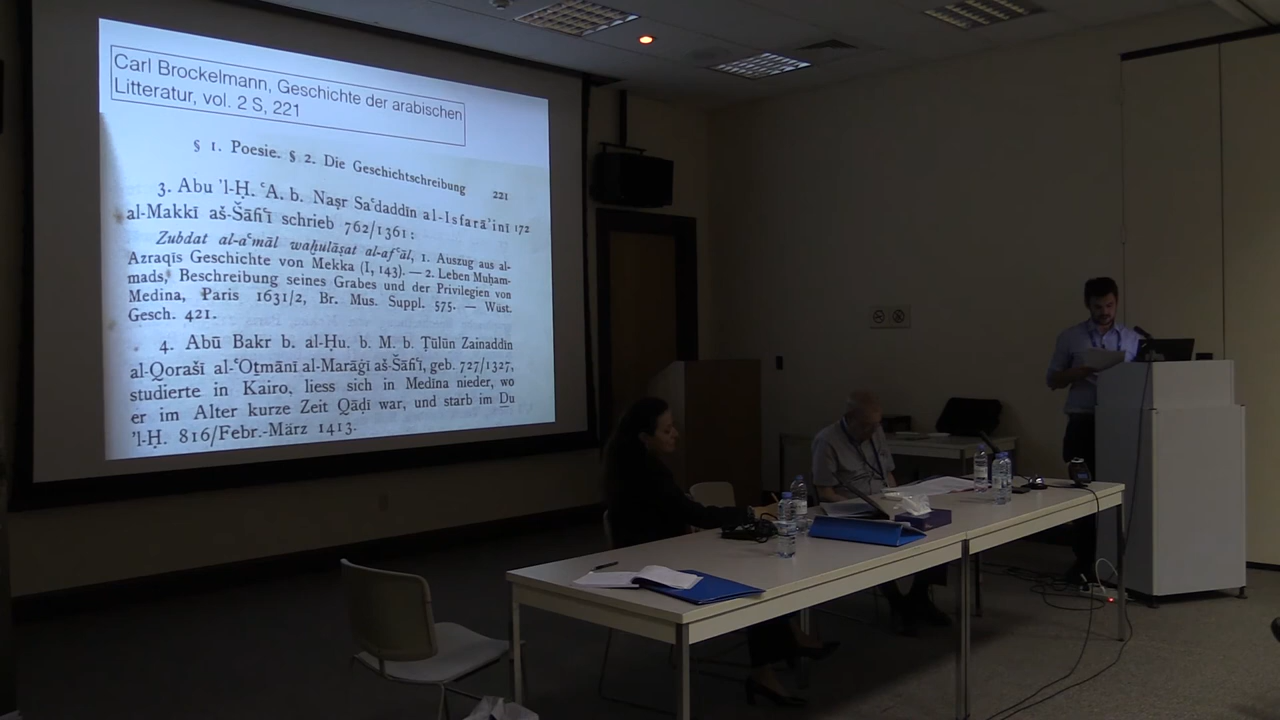 Carl Brockelmann, Geschichte der arabischen
Litteratur, vol. 2 S, 221
§ 1. Poesie. § 2. Die Geschichtschreibung 221
3. Abu 'l-Ḥ. ʿA. b. Naṣr Saʿdaddīn al-Isfarāʾinī 172
al-Makkī aš-Šāfiʿī schrieb 762/1361:
Zubdat al-aʿmāl waḫulāṣat al-afʿāl, 1. Auszug aus al-
Azraqīs Geschichte von Mekka (I, 143). — 2. Leben Muḥam-
mads, Beschreibung seines Grabes und der Privilegien von
Medina, Paris 1631/2, Br. Mus. Suppl. 575. — Wüst.
Gesch. 421.
4. Abū Bakr b. al-Ḥu. b. M. b. Ṭūlūn Zainaddīn
al-Qorašī al-ʿOṯmānī al-Marāġī aš-Šāfiʿī, geb. 727/1327,
studierte in Kairo, liess sich in Medīna nieder, wo
er im Alter kurze Zeit Qāḍī war, und starb im Ḏu
'l-Ḥ. 816/Febr.-März 1413.